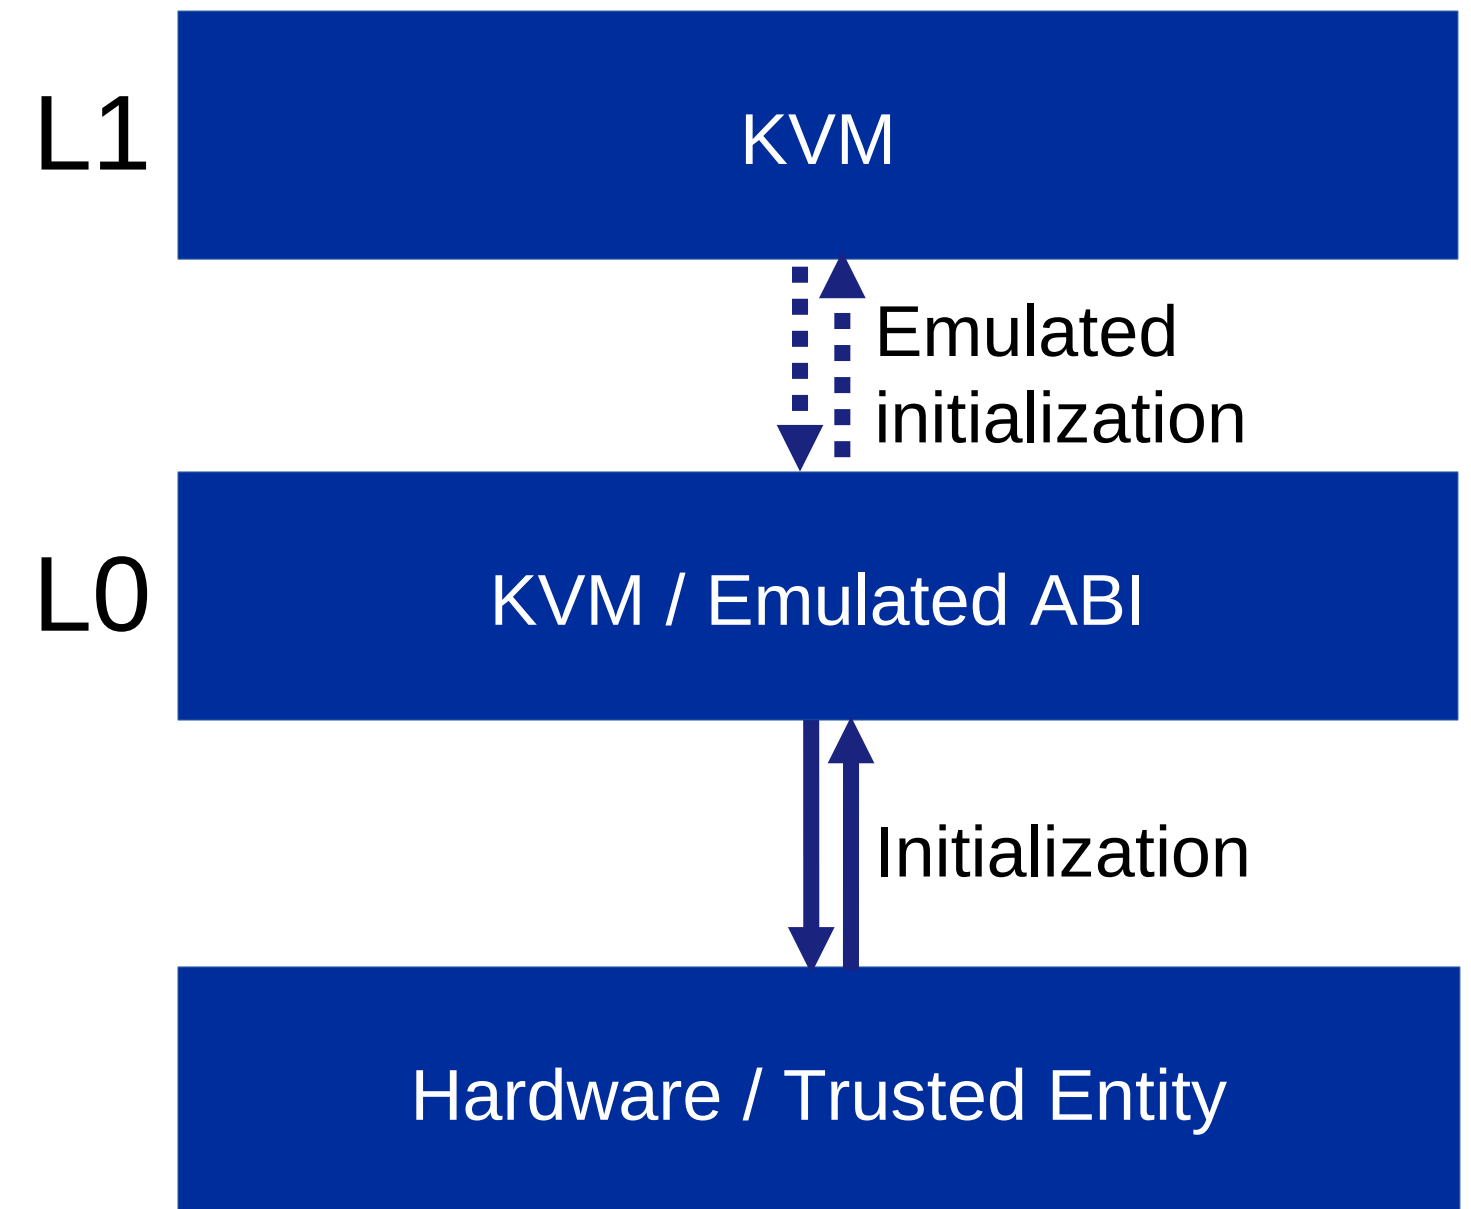 L1
KVM
Emulated
initialization
L0
KVM / Emulated ABI
Initialization
Hardware / Trusted Entity